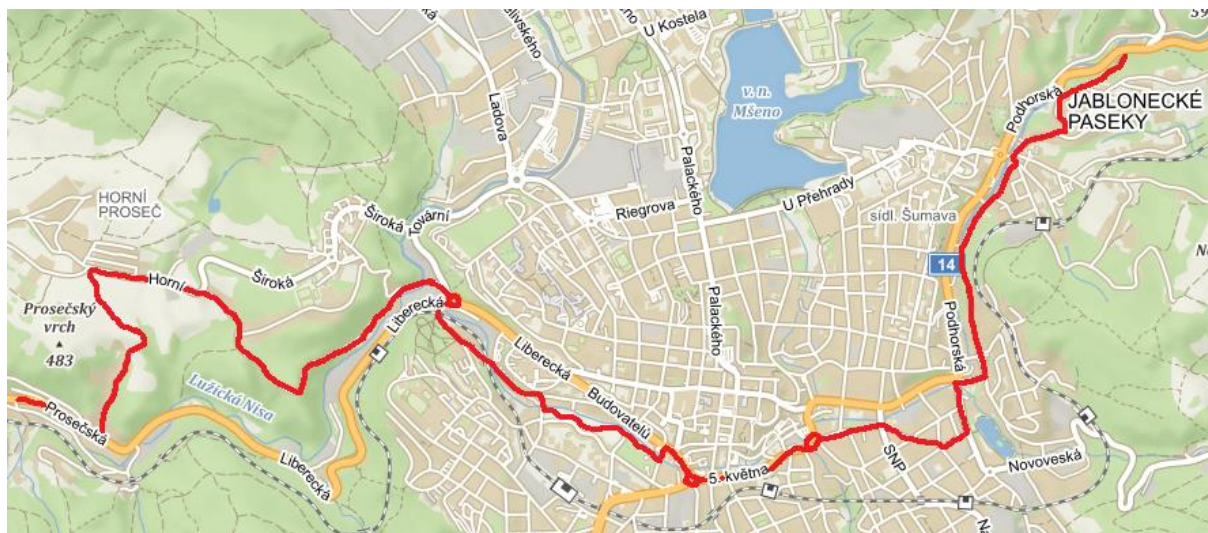 U Kostela
Ladova
v. n.
Mšeno
Podhorská
JABLONECKÉ
PASEKY
Palackého
HORNÍ
PROSEČ
Široká
Tovární
Riegrova
U Přehrady
sídl. Šumava
Horní
Široká
14
Prosečský
vrch
483
Liberecká
Palackého
Podhorská
Liberecká
Lužická Nisa
Budovatelů
Prosečská
Liberecká
5. května
SNP
Novoveská